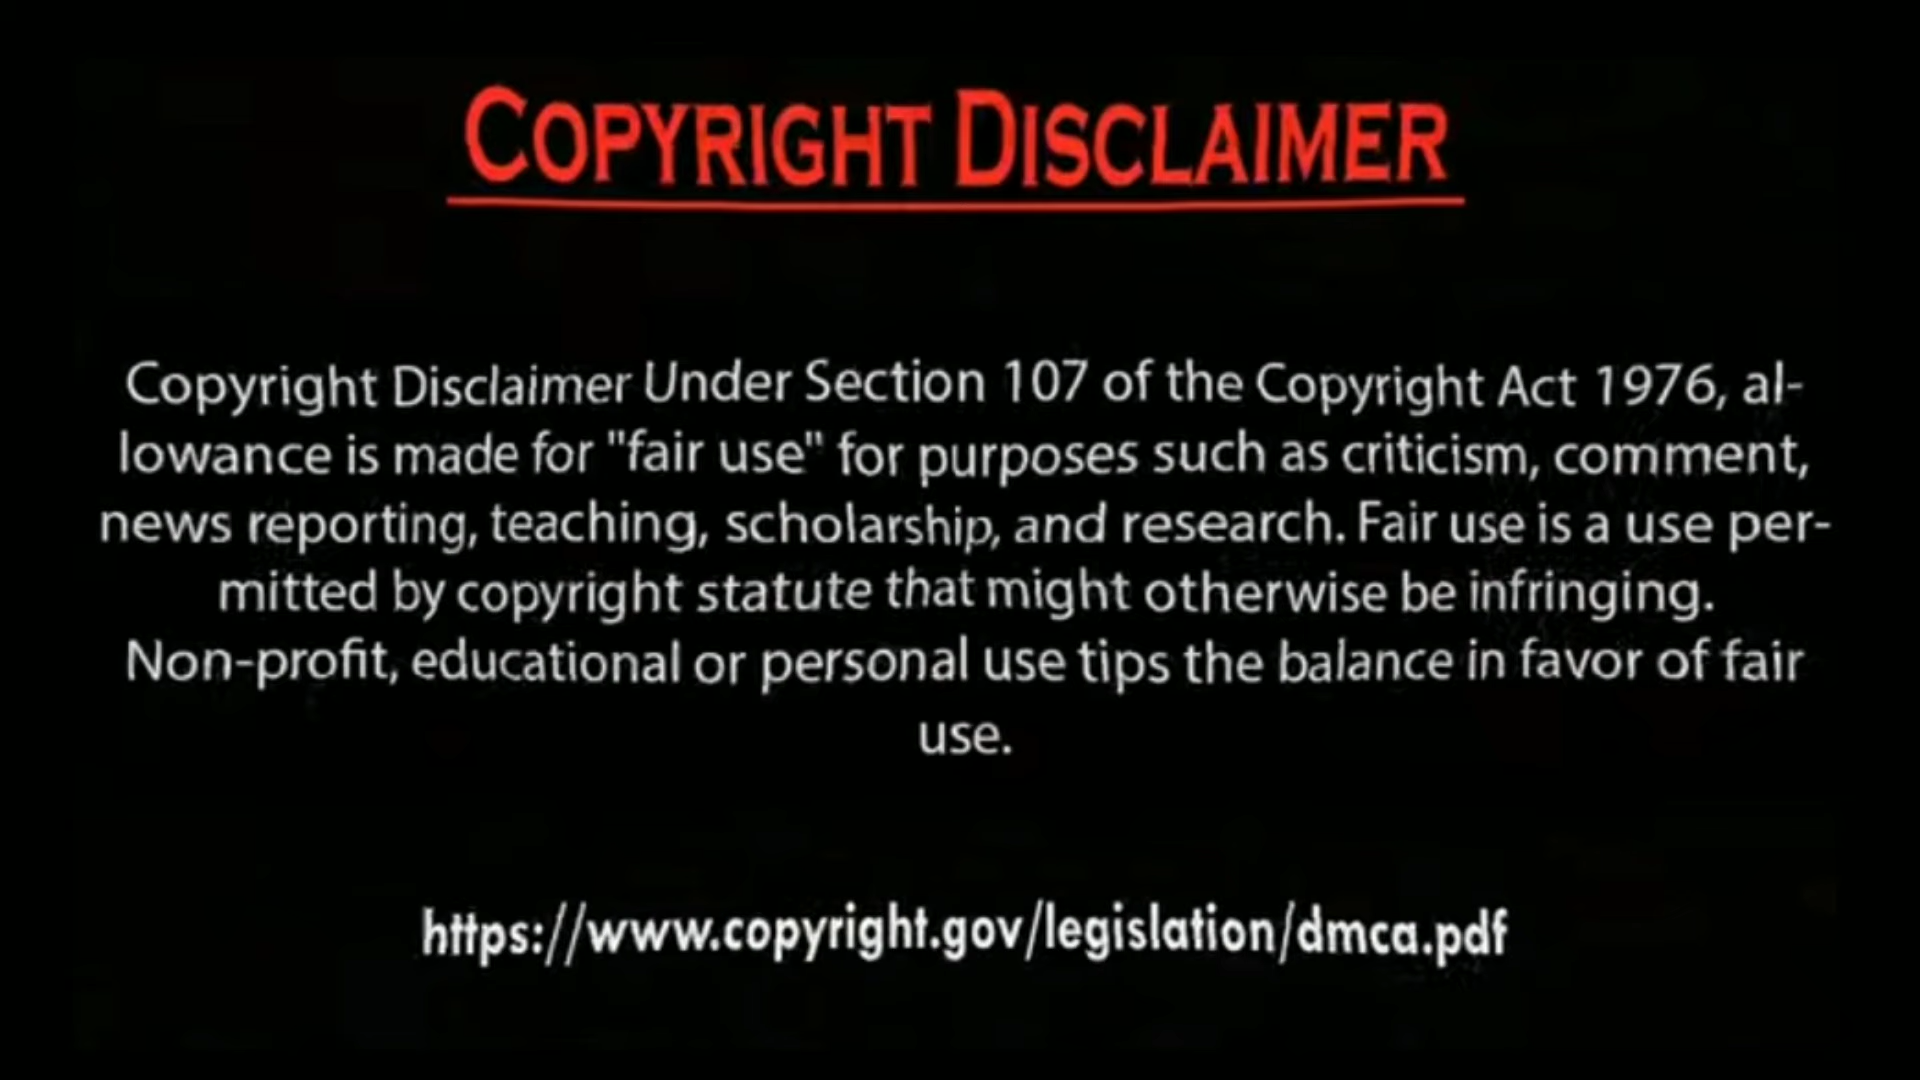 COPYRIGHT DISCLAIMER
Copyright Disclaimer Under Section 107 of the Copyright Act 1976, al-
lowance is made for "fair use" for purposes such as criticism, comment,
news reporting, teaching, scholarship, and research. Fair use is a use per-
mitted by copyright statute that might otherwise be infringing.
Non-profit, educational or personal use tips the balance in favor of fair
use.
https://www.copyright.gov/legislation/dmca.pdf